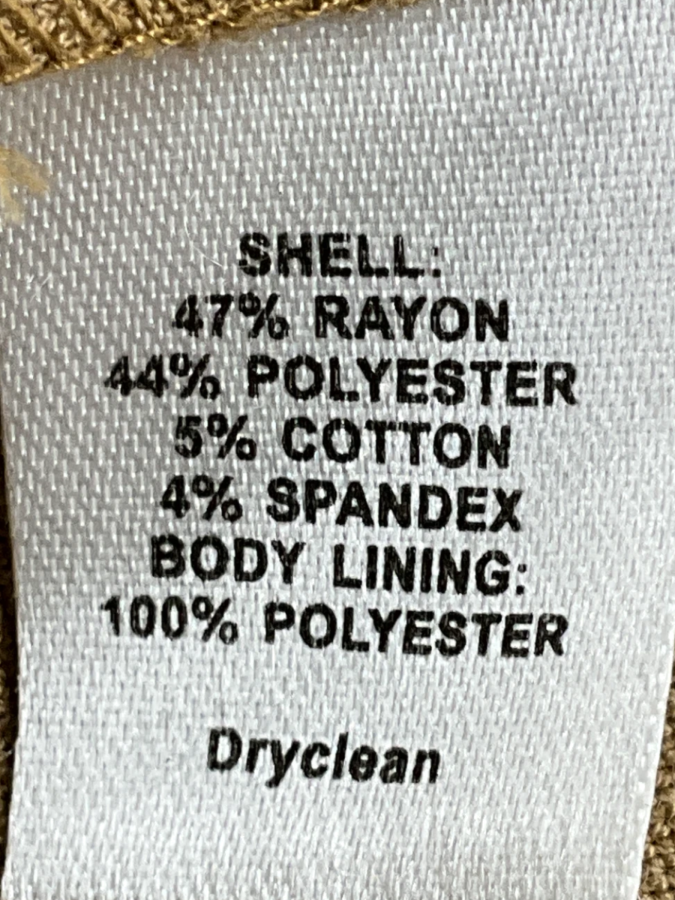 SHELL:
47% RAYON
44% POLYESTER
5% COTTON
4% SPANDEX
BODY LINING:
100% POLYESTER
Dryclean